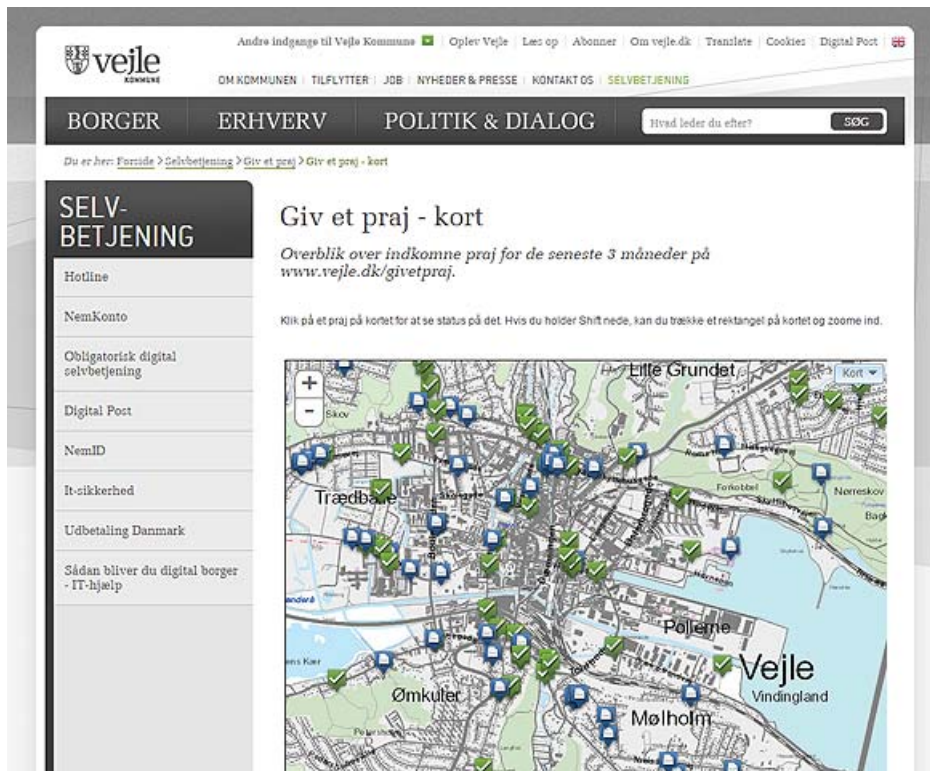 vejle
KOMMUNE
Andre indgange til Vejle Kommune | Oplev Vejle | Læs op | Abonner | Om vejle.dk | Translate | Cookies | Digital Post
OM KOMMUNEN | TILFLYTTER | JOB | NYHEDER & PRESSE | KONTAKT OS | SELVBETJENING
BORGER ERHVERV POLITIK & DIALOG Hvad leder du efter? SØG
Du er her: Forside > Selvbetjening > Giv et praj > Giv et praj - kort
SELV-
BETJENING
Hotline
NemKonto
Obligatorisk digital
selvbetjening
Digital Post
NemID
It-sikkerhed
Udbetaling Danmark
Sådan bliver du digital borger
- IT-hjælp
Giv et praj - kort
Overblik over indkomne praj for de seneste 3 måneder på
www.vejle.dk/givetpraj.
Klik på et praj på kortet for at se status på det. Hvis du holder Shift nede, kan du trække et rektangel på kortet og zoome ind.
+
-
Kort
Lille Grundet
Skov
Trædballe
Skolegade
Forkobbel
Nørreskov
Havnen
Pollerne
Vejle
Vindingland
Ømkuler
Mølholm